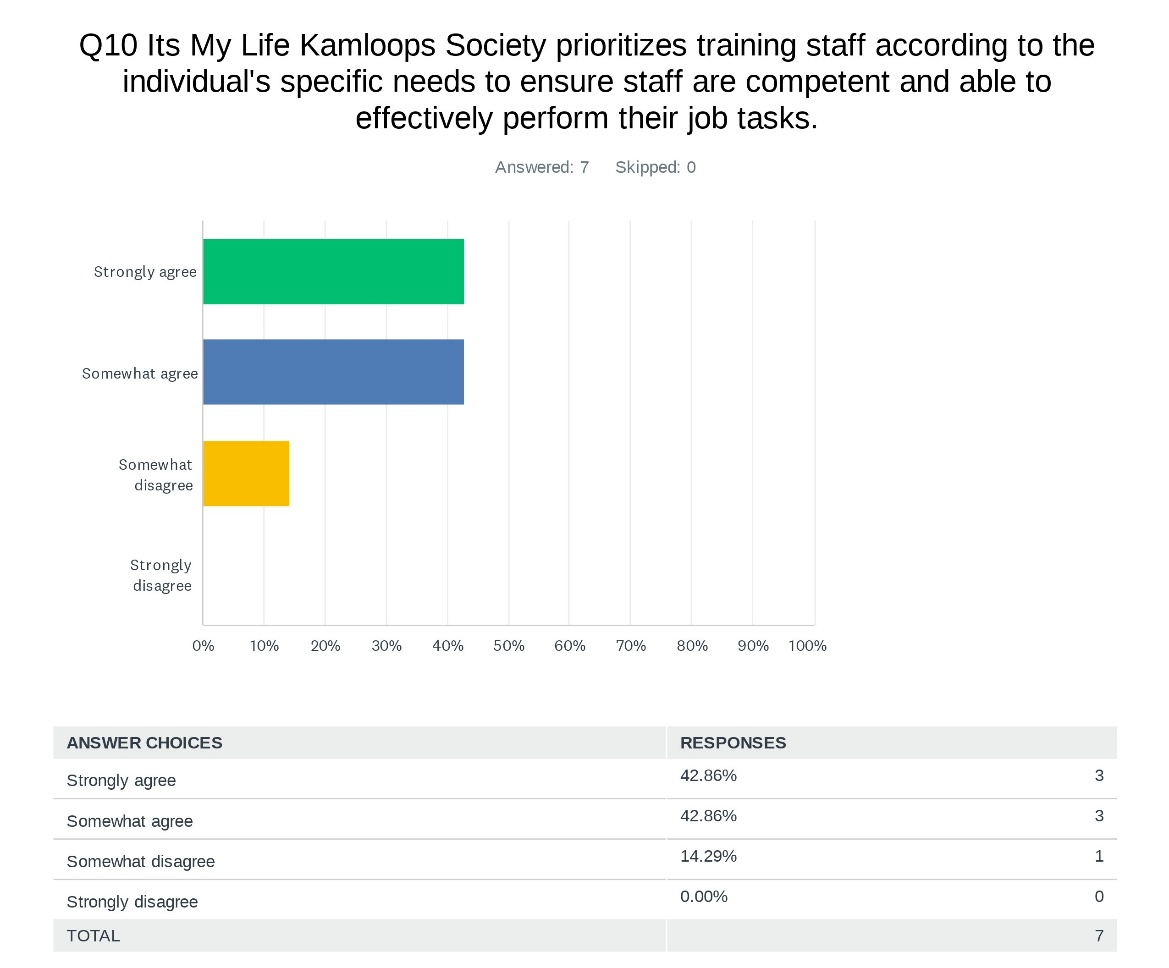 Q10 Its My Life Kamloops Society prioritizes training staff according to the
individual's specific needs to ensure staff are competent and able to
effectively perform their job tasks.
Answered: 7 Skipped: 0
Strongly agree
Somewhat agree
Somewhat
disagree
Strongly
disagree
0% 10% 20% 30% 40% 50% 60% 70% 80% 90% 100%
ANSWER CHOICES RESPONSES
Strongly agree 42.86% 3
Somewhat agree 42.86% 3
Somewhat disagree 14.29% 1
Strongly disagree 0.00% 0
TOTAL 7